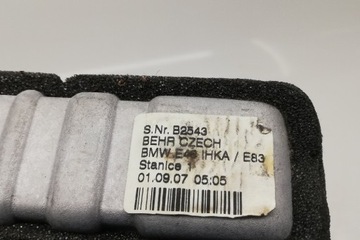 S.Nr. B2543
BEHR CZECH
BMW E46 IHKA / E83
Stanice 1
01.09.07 05:05